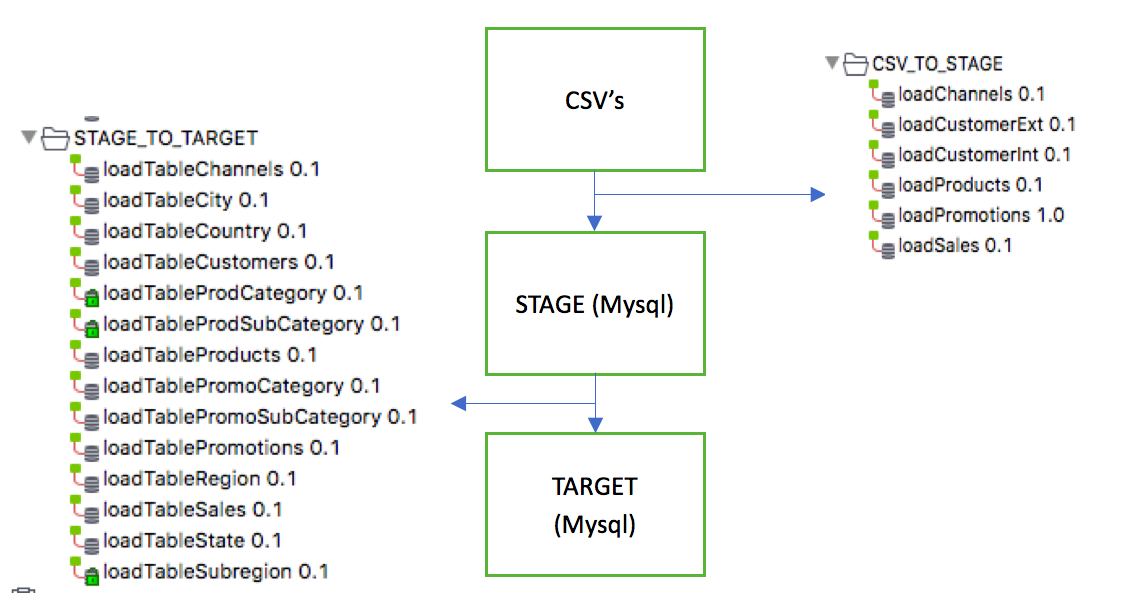 CSV's
CSV_TO_STAGE
loadChannels 0.1
loadCustomerExt 0.1
loadCustomerInt 0.1
loadProducts 0.1
loadPromotions 1.0
loadSales 0.1
STAGE_TO_TARGET
loadTableChannels 0.1
loadTableCity 0.1
loadTableCountry 0.1
loadTableCustomers 0.1
loadTableProdCategory 0.1
loadTableProdSubCategory 0.1
loadTableProducts 0.1
loadTablePromoCategory 0.1
loadTablePromoSubCategory 0.1
loadTablePromotions 0.1
loadTableRegion 0.1
loadTableSales 0.1
loadTableState 0.1
loadTableSubregion 0.1
STAGE (Mysql)
TARGET
(Mysql)